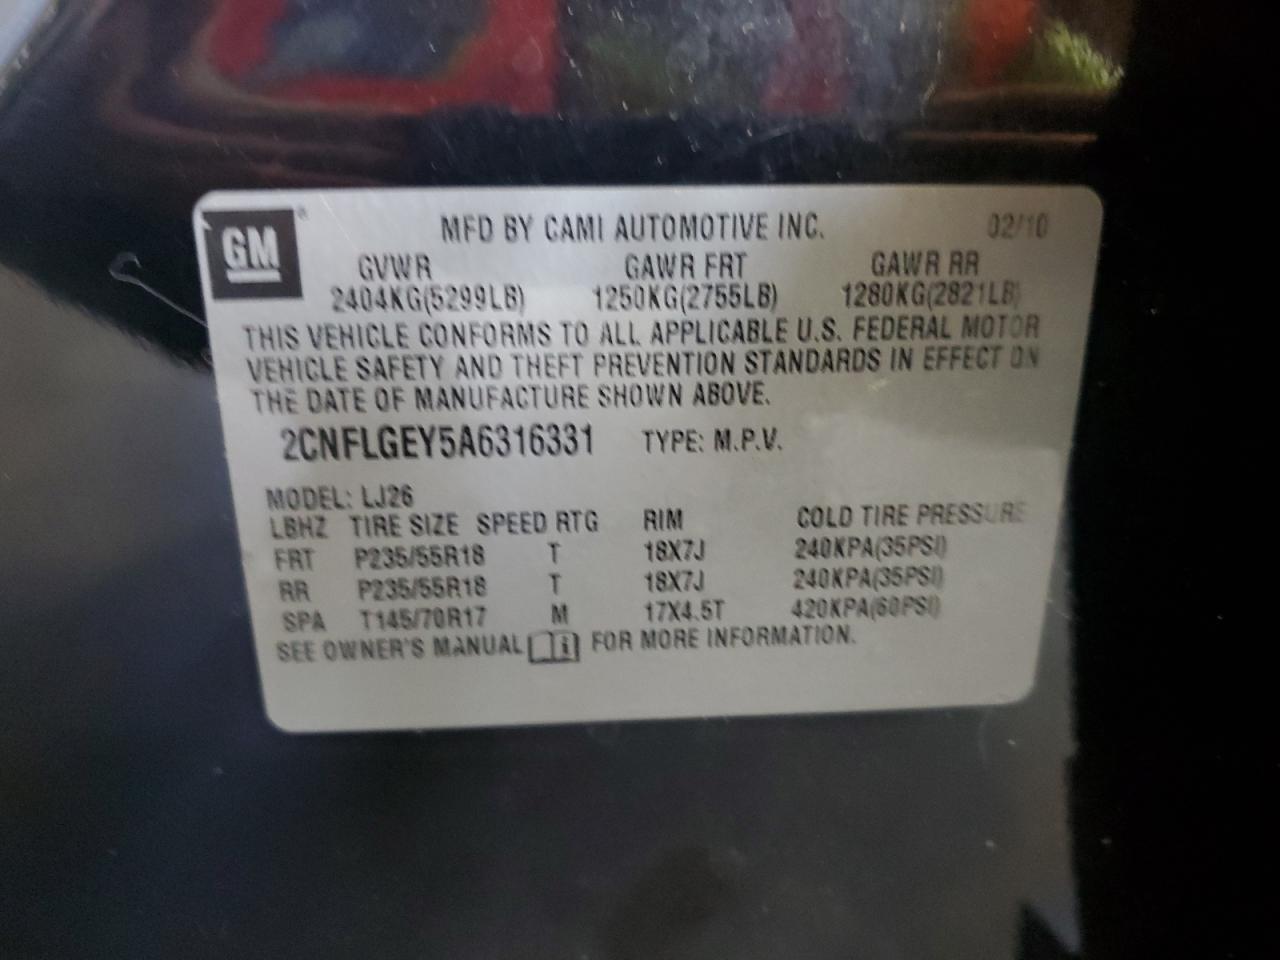 GM® MFD BY CAMI AUTOMOTIVE INC. 02/10
GVWR GAWR FRT GAWR RR
2404KG(5299LB) 1250KG(2755LB) 1280KG(2821LB)
THIS VEHICLE CONFORMS TO ALL APPLICABLE U.S. FEDERAL MOTOR
VEHICLE SAFETY AND THEFT PREVENTION STANDARDS IN EFFECT ON
THE DATE OF MANUFACTURE SHOWN ABOVE.
2CNFLGEY5A6316331 TYPE: M.P.V.
MODEL: LJ26
LBHZ TIRE SIZE SPEED RTG RIM COLD TIRE PRESSURE
FRT P235/55R18 T 18X7J 240KPA(35PSI)
RR P235/55R18 T 18X7J 240KPA(35PSI)
SPA T145/70R17 M 17X4.5T 420KPA(60PSI)
SEE OWNER'S MANUAL FOR MORE INFORMATION.